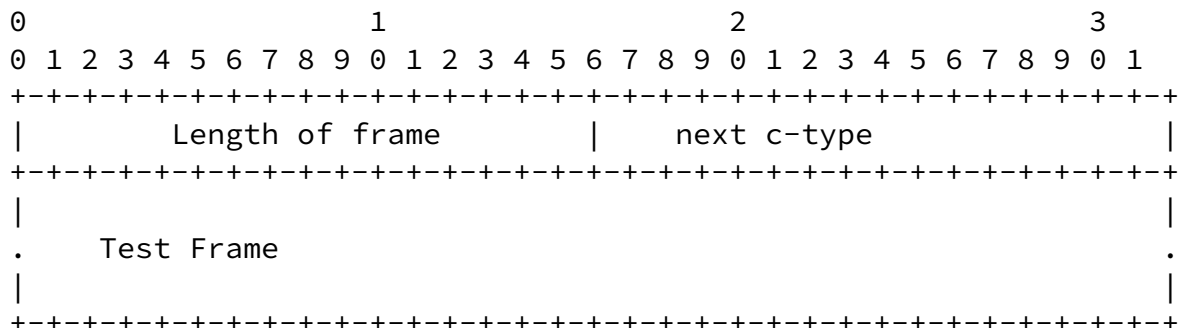 0                   1                   2                   3
0 1 2 3 4 5 6 7 8 9 0 1 2 3 4 5 6 7 8 9 0 1 2 3 4 5 6 7 8 9 0 1
+-+-+-+-+-+-+-+-+-+-+-+-+-+-+-+-+-+-+-+-+-+-+-+-+-+-+-+-+-+-+-+-+
|        Length of frame        |    next c-type                |
+-+-+-+-+-+-+-+-+-+-+-+-+-+-+-+-+-+-+-+-+-+-+-+-+-+-+-+-+-+-+-+-+
|                                                               |
.    Test Frame                                                 .
|                                                               |
+-+-+-+-+-+-+-+-+-+-+-+-+-+-+-+-+-+-+-+-+-+-+-+-+-+-+-+-+-+-+-+-+